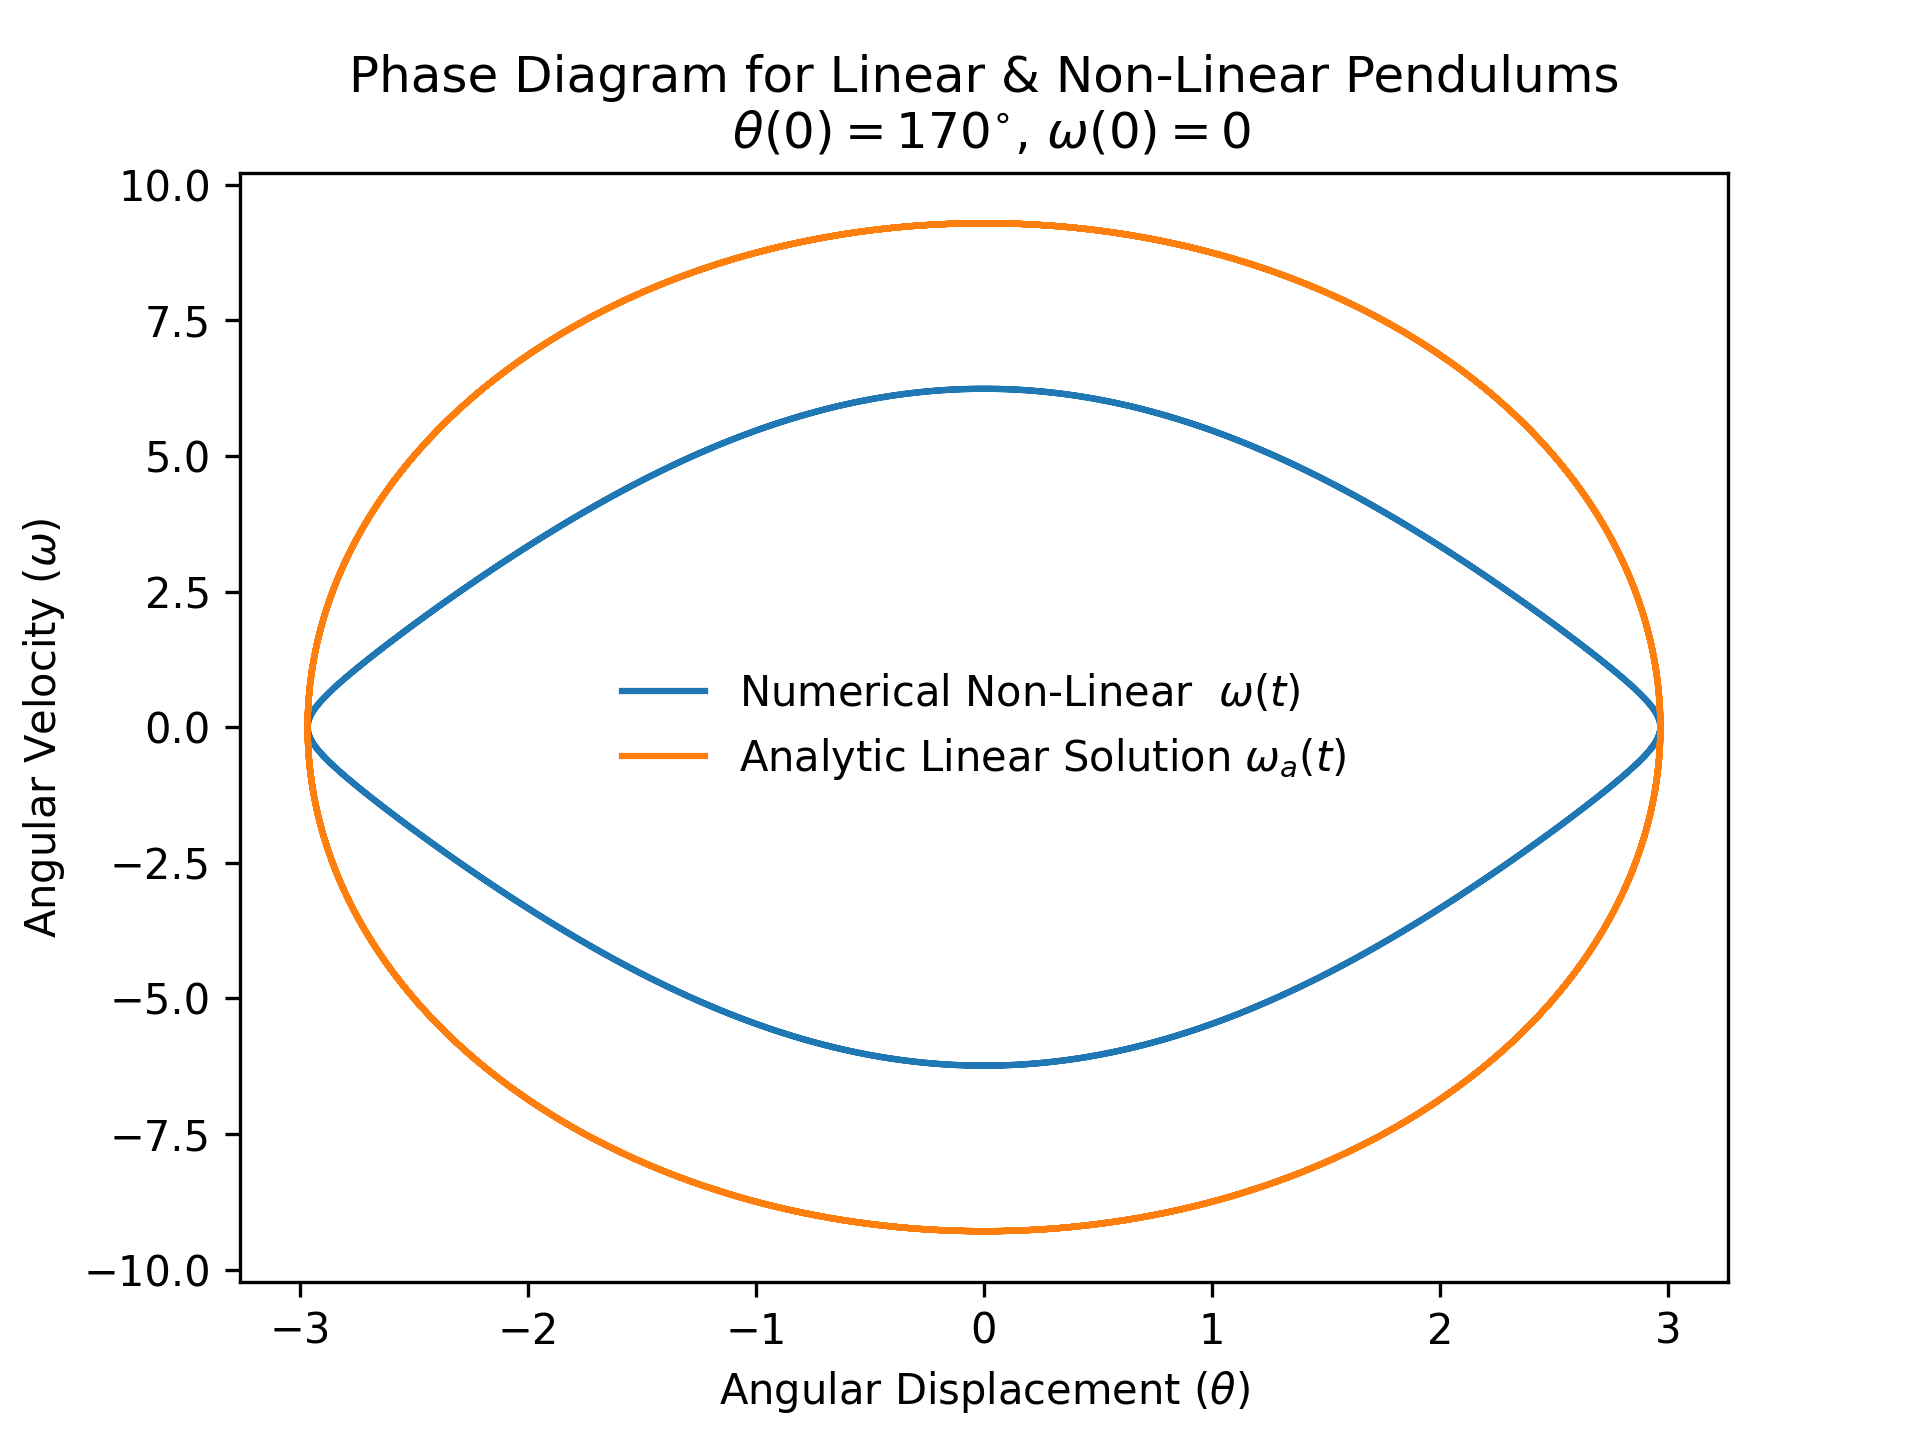 Phase Diagram for Linear & Non-Linear Pendulums
θ(0) = 170°, ω(0) = 0
10.0
7.5
5.0
2.5
0.0
−2.5
−5.0
−7.5
−10.0
Angular Velocity (ω)
Numerical Non-Linear ω(t)
Analytic Linear Solution ωₐ(t)
−3 −2 −1 0 1 2 3
Angular Displacement (θ)